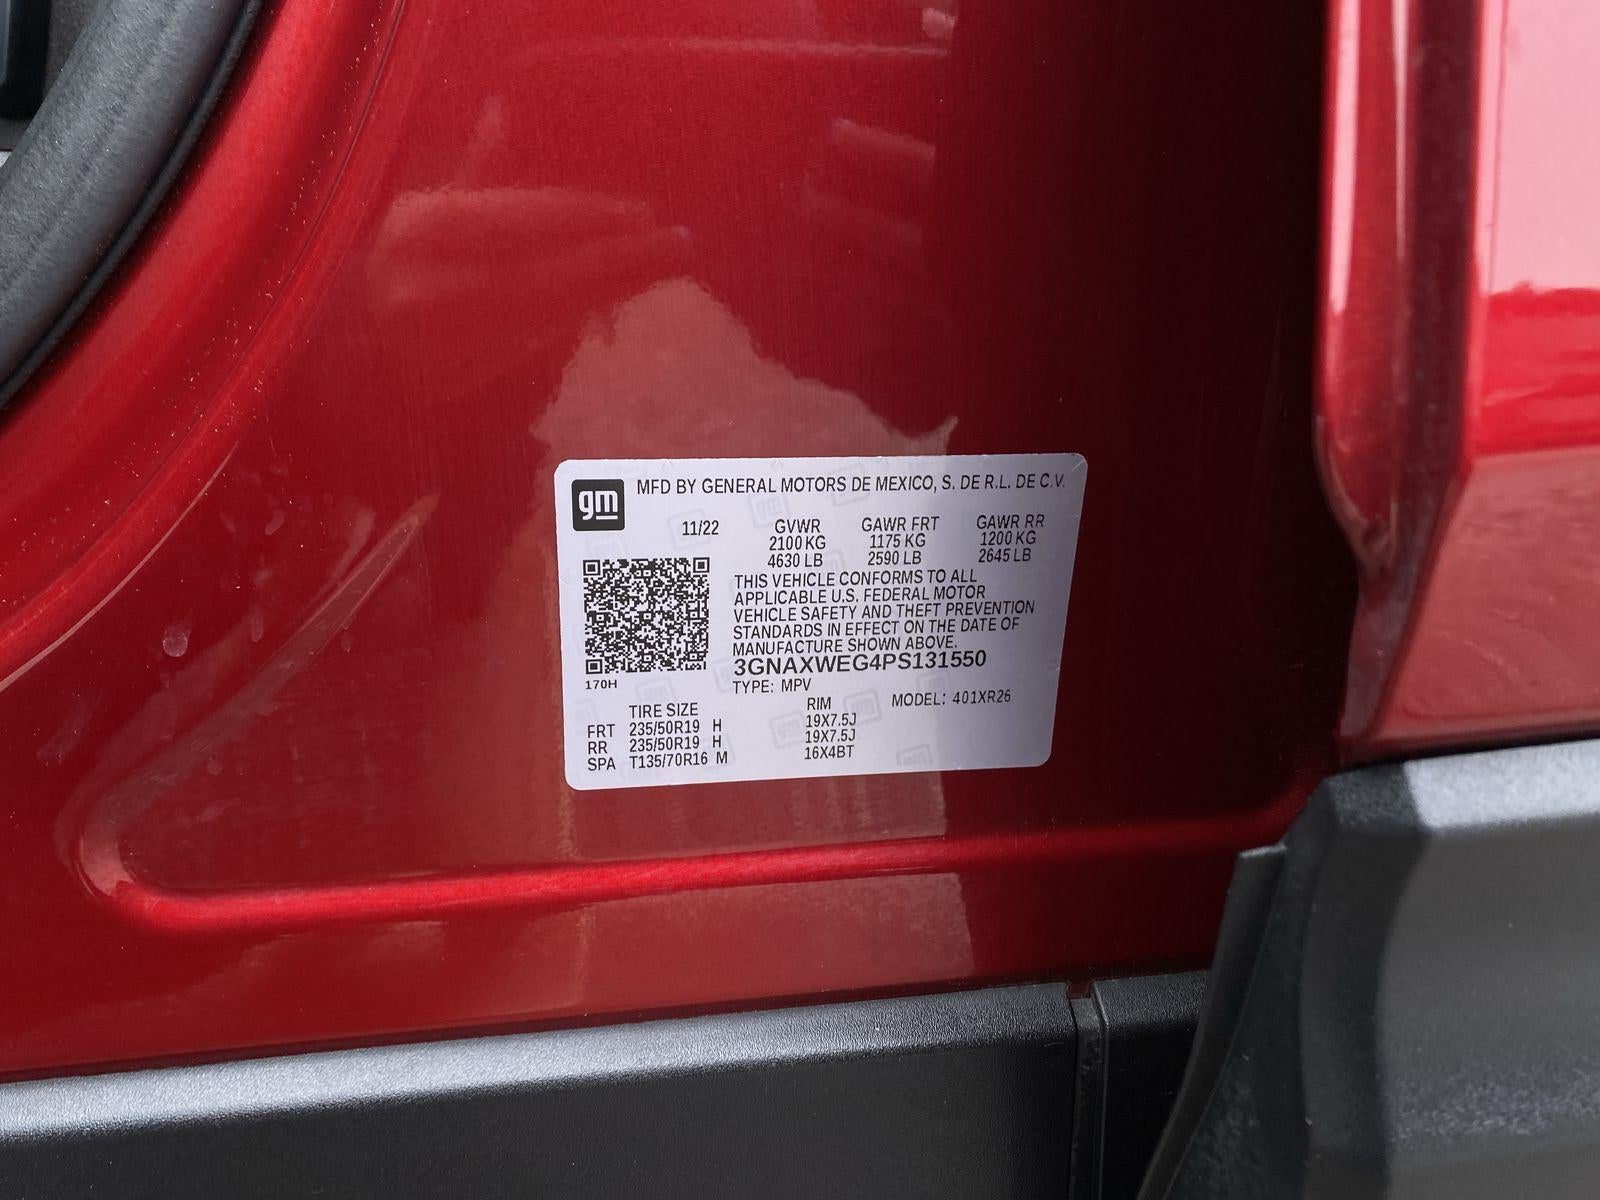 gm MFD BY GENERAL MOTORS DE MEXICO, S. DE R.L. DE C.V.
11/22 GVWR GAWR FRT GAWR RR
2100 KG 1175 KG 1200 KG
4630 LB 2590 LB 2645 LB
THIS VEHICLE CONFORMS TO ALL
APPLICABLE U.S. FEDERAL MOTOR
VEHICLE SAFETY AND THEFT PREVENTION
STANDARDS IN EFFECT ON THE DATE OF
MANUFACTURE SHOWN ABOVE.
3GNAXWEG4PS131550
170H TYPE: MPV MODEL: 401XR26
TIRE SIZE RIM
FRT 235/50R19 H 19X7.5J
RR 235/50R19 H 19X7.5J
SPA T135/70R16 M 16X4BT